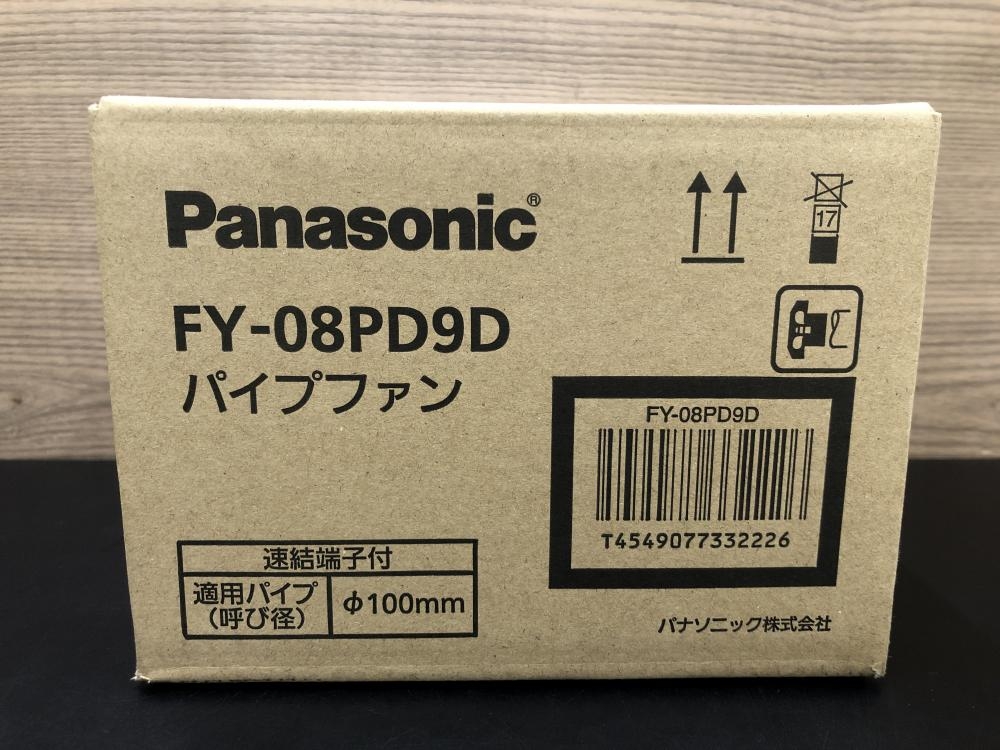 Panasonic®
17
FY-08PD9D
パイプファン
FY-08PD9D
T4549077332226
速結端子付
適用パイプ
(呼び径)
φ100mm
パナソニック株式会社